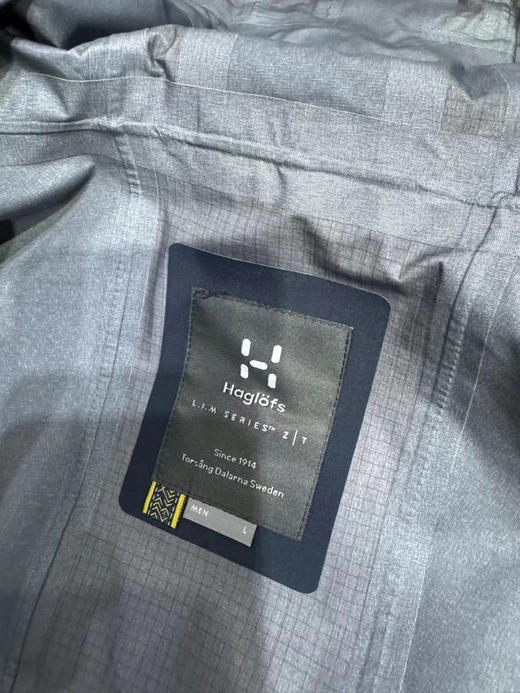 Haglöfs
L.I.M SERIES™ Z|T
Since 1914
Torsång Dalarna Sweden
MEN L